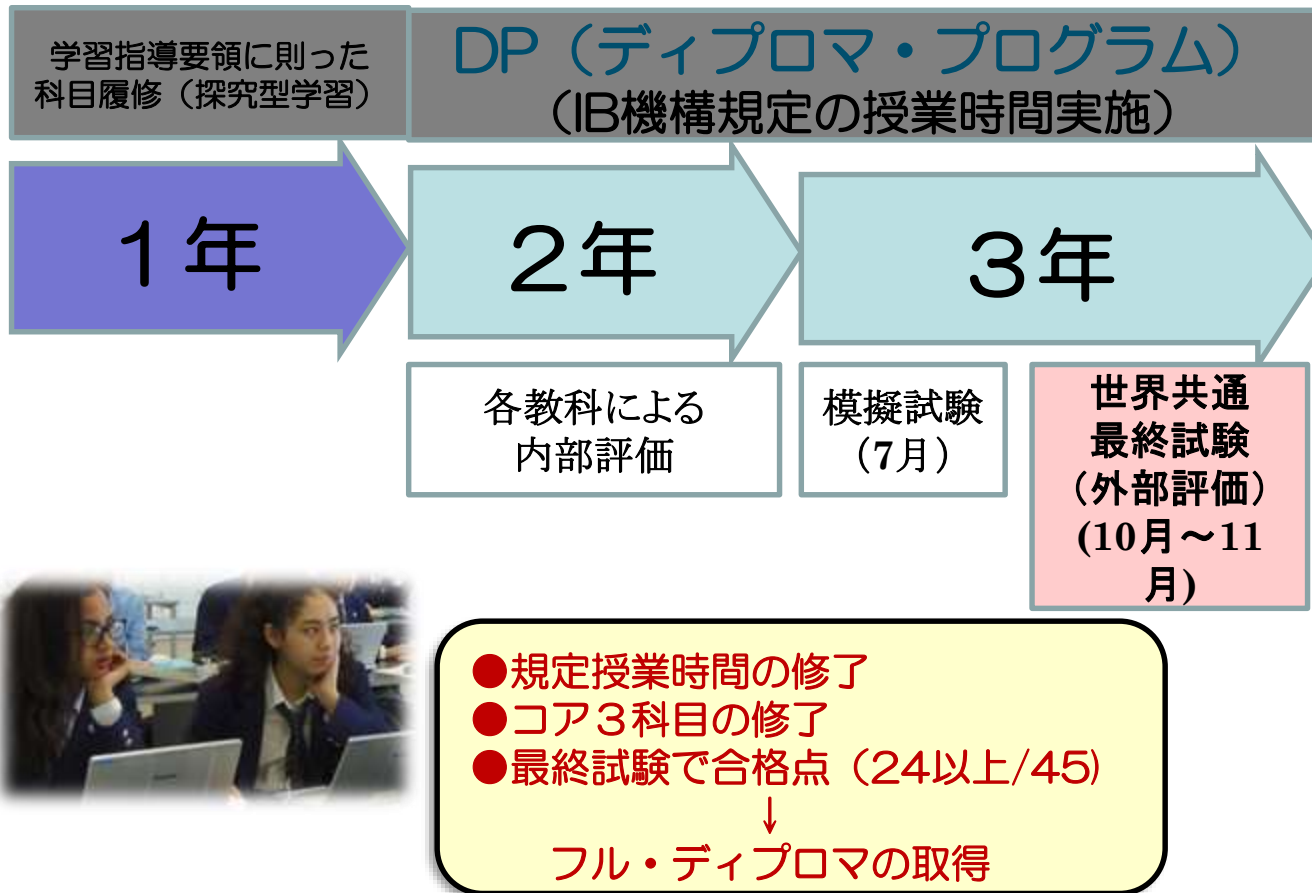 学習指導要領に則った
科目履修（探究型学習）
DP（ディプロマ・プログラム）
（IB機構規定の授業時間実施）
１年
２年
３年
各教科による
内部評価
模擬試験
（7月）
世界共通
最終試験
（外部評価）
(10月～11
月)
●規定授業時間の修了
●コア３科目の修了
●最終試験で合格点（24以上/45)
↓
フル・ディプロマの取得